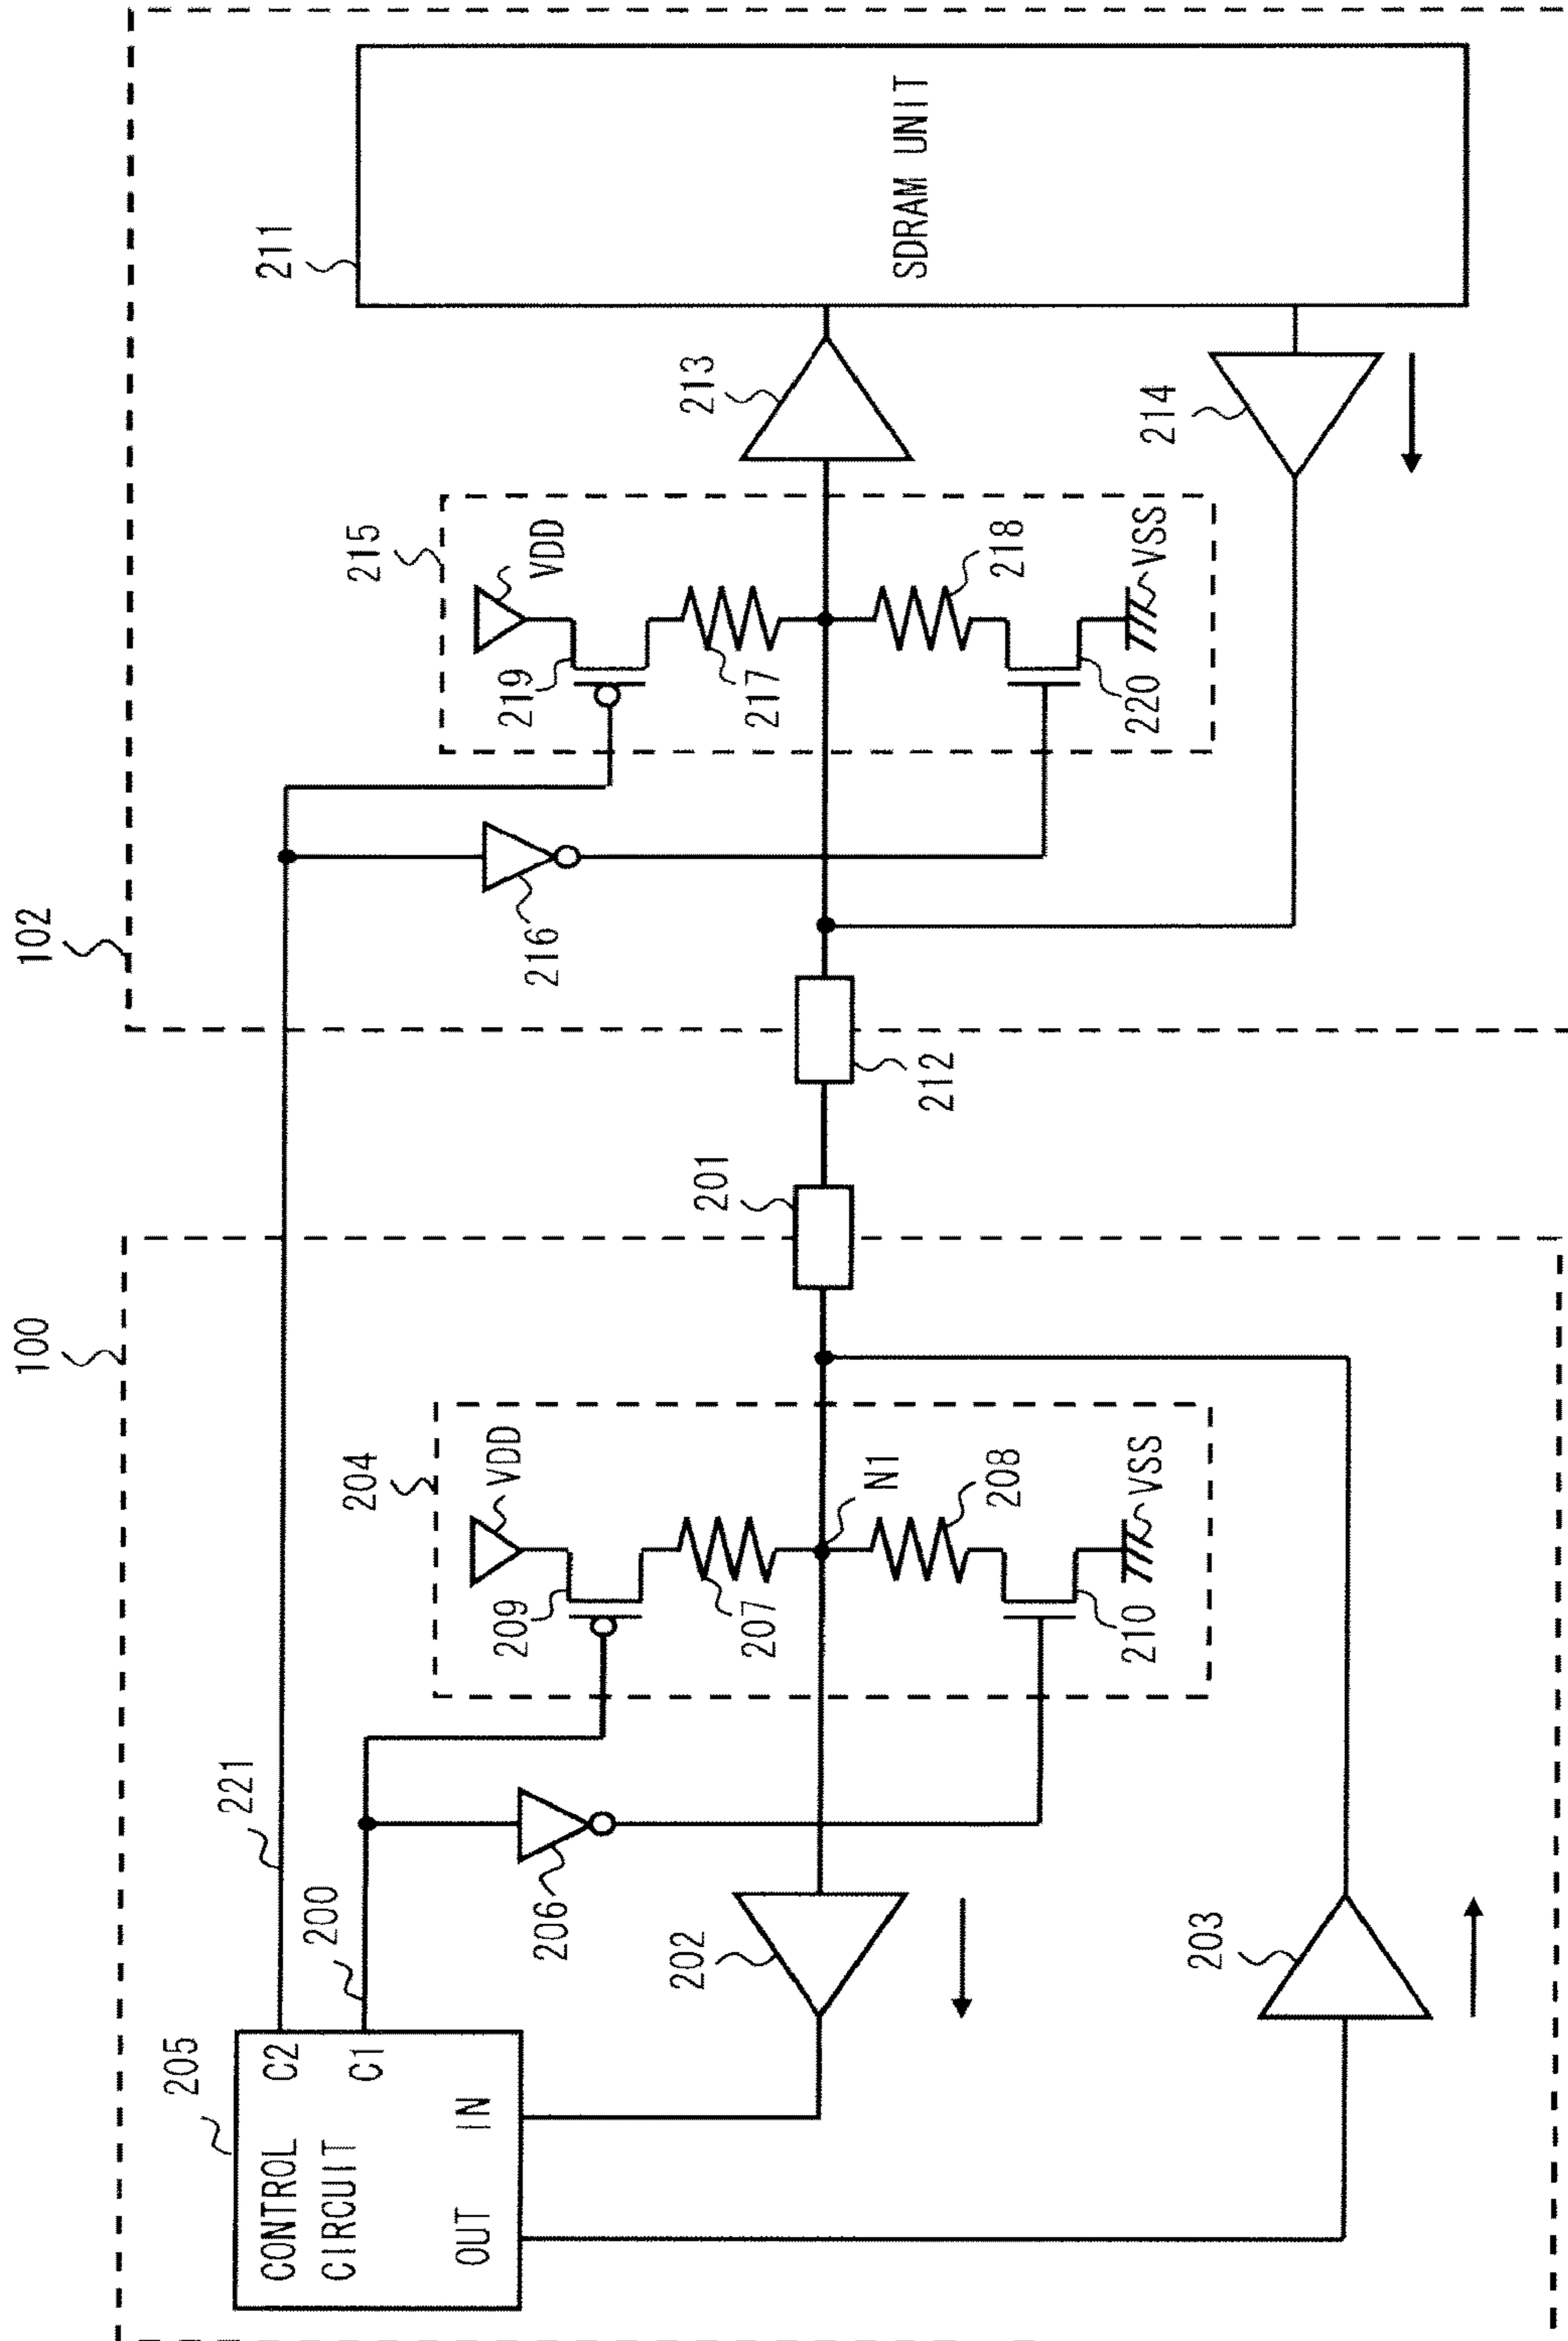 100
102
205
CONTROL
CIRCUIT
C2
C1
IN
OUT
221
200
206
202
203
204
VDD
209
207
N1
208
210
VSS
201
212
216
215
VDD
219
217
218
220
VSS
213
214
211
SDRAM UNIT